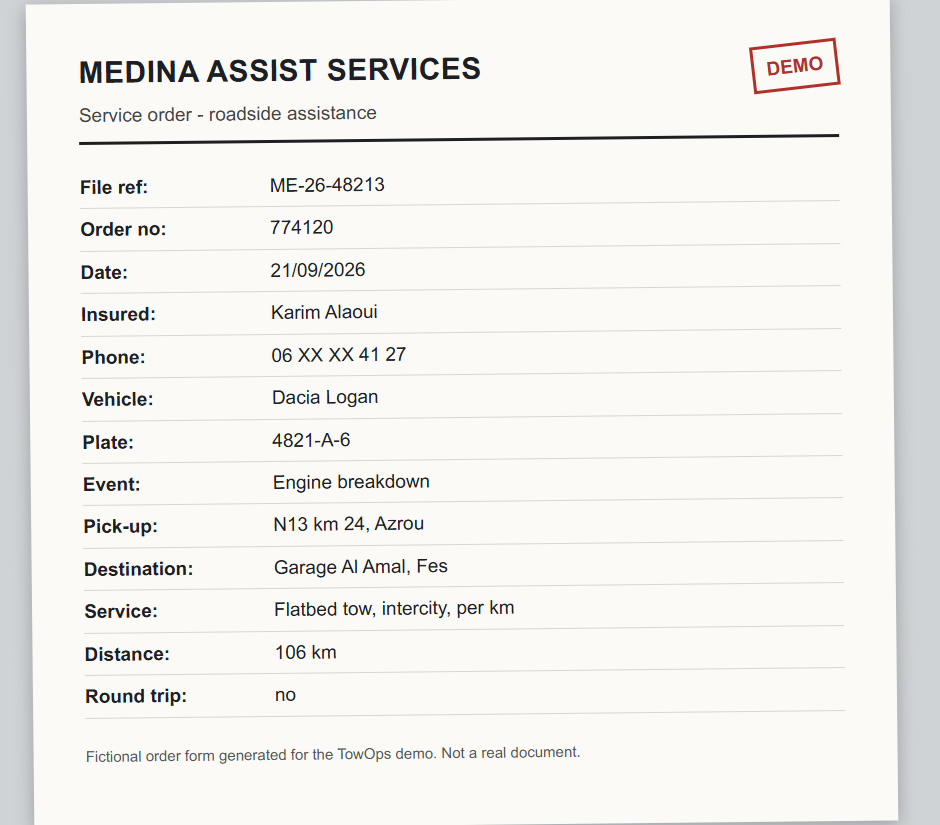 MEDINA ASSIST SERVICES
DEMO
Service order - roadside assistance
File ref: ME-26-48213
Order no: 774120
Date: 21/09/2026
Insured: Karim Alaoui
Phone: 06 XX XX 41 27
Vehicle: Dacia Logan
Plate: 4821-A-6
Event: Engine breakdown
Pick-up: N13 km 24, Azrou
Destination: Garage Al Amal, Fes
Service: Flatbed tow, intercity, per km
Distance: 106 km
Round trip: no
Fictional order form generated for the TowOps demo. Not a real document.